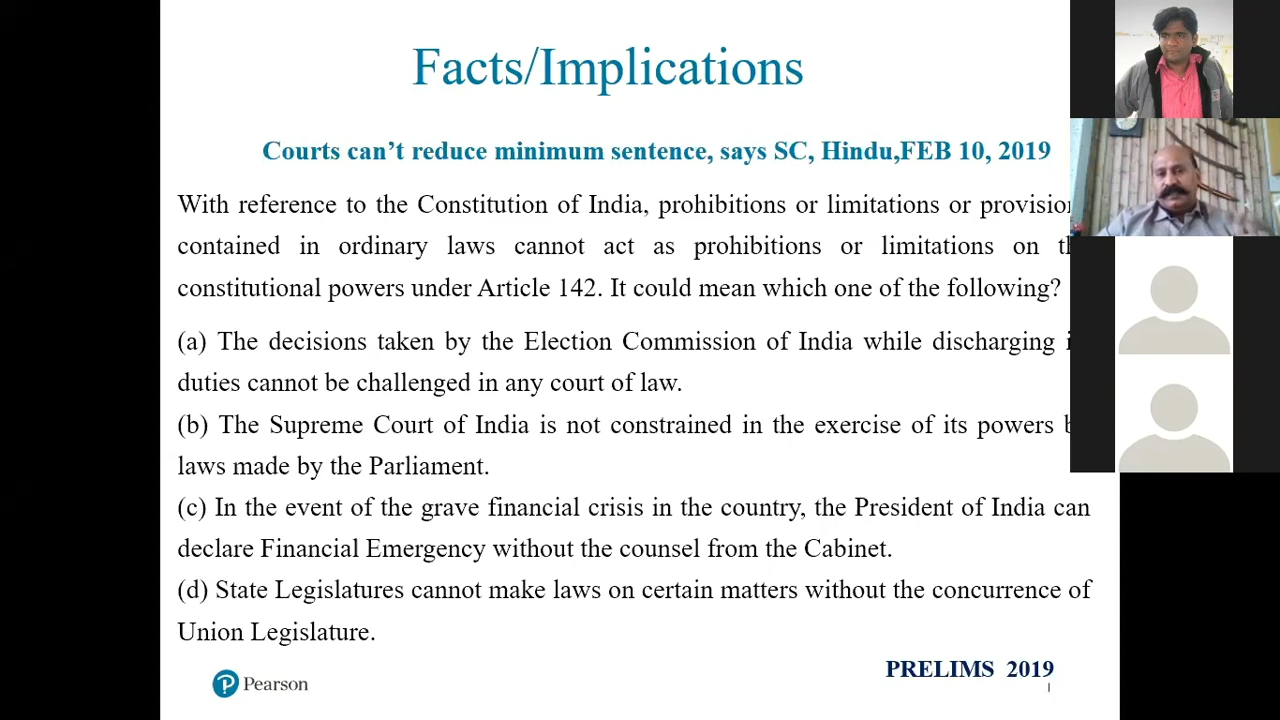 Facts/Implications
Courts can't reduce minimum sentence, says SC, Hindu,FEB 10, 2019
With reference to the Constitution of India, prohibitions or limitations or
contained in ordinary laws cannot act as prohibitions or limitations on
constitutional powers under Article 142. It could mean which one of the following?
(a) The decisions taken by the Election Commission of India while discharging
duties cannot be challenged in any court of law.
(b) The Supreme Court of India is not constrained in the exercise of its powers
laws made by the Parliament.
(c) In the event of the grave financial crisis in the country, the President of India can
declare Financial Emergency without the counsel from the Cabinet.
(d) State Legislatures cannot make laws on certain matters without the concurrence of
Union Legislature.
PRELIMS 2019
Pearson